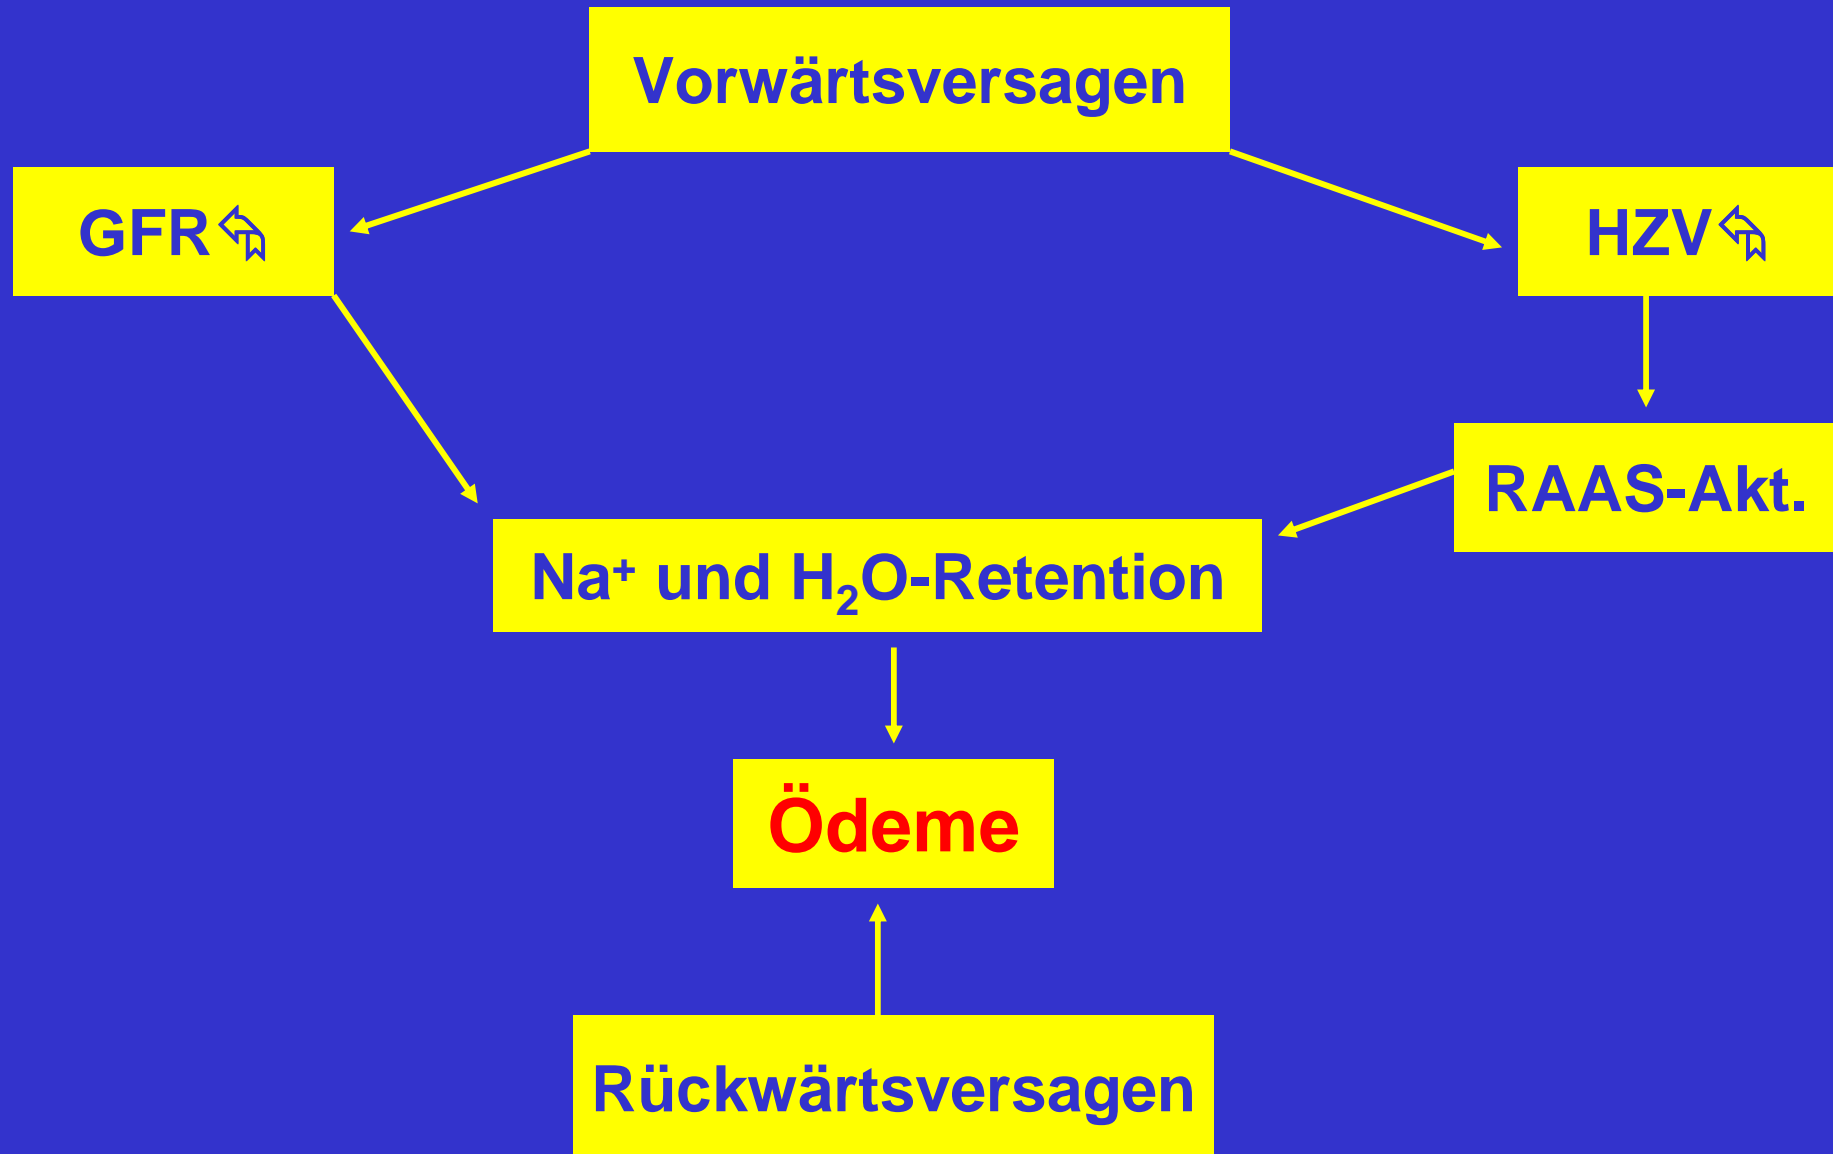 Vorwärtsversagen
GFR
HZV
RAAS-Akt.
Na⁺ und H₂O-Retention
Ödeme
Rückwärtsversagen